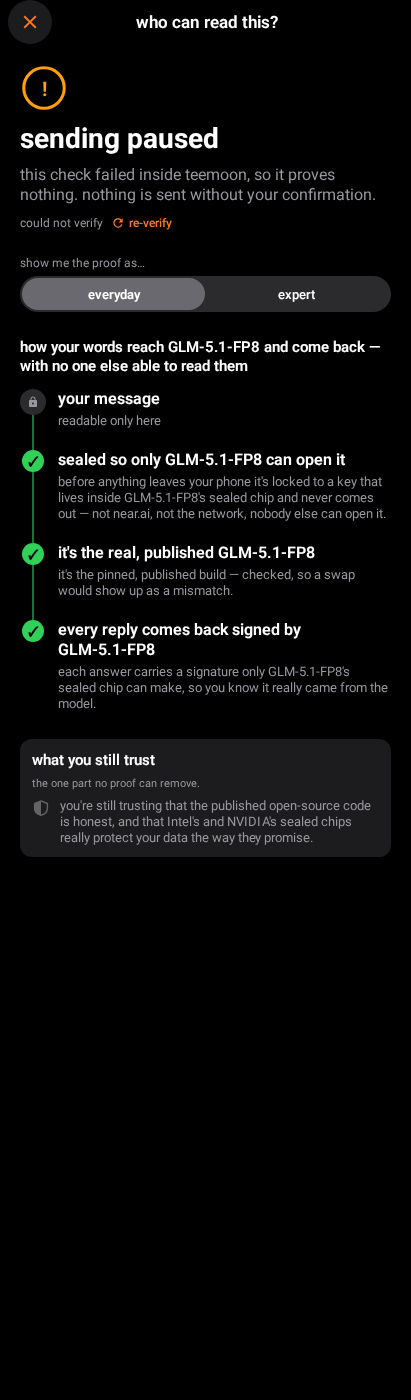 who can read this?
!
sending paused
this check failed inside teemoon, so it proves
nothing. nothing is sent without your confirmation.
could not verify re-verify
show me the proof as…
everyday expert
how your words reach GLM-5.1-FP8 and come back —
with no one else able to read them
your message
readable only here
sealed so only GLM-5.1-FP8 can open it
before anything leaves your phone it's locked to a key that
lives inside GLM-5.1-FP8's sealed chip and never comes
out — not near.ai, not the network, nobody else can open it.
it's the real, published GLM-5.1-FP8
it's the pinned, published build — checked, so a swap
would show up as a mismatch.
every reply comes back signed by
GLM-5.1-FP8
each answer carries a signature only GLM-5.1-FP8's
sealed chip can make, so you know it really came from the
model.
what you still trust
the one part no proof can remove.
you're still trusting that the published open-source code
is honest, and that Intel's and NVIDIA's sealed chips
really protect your data the way they promise.